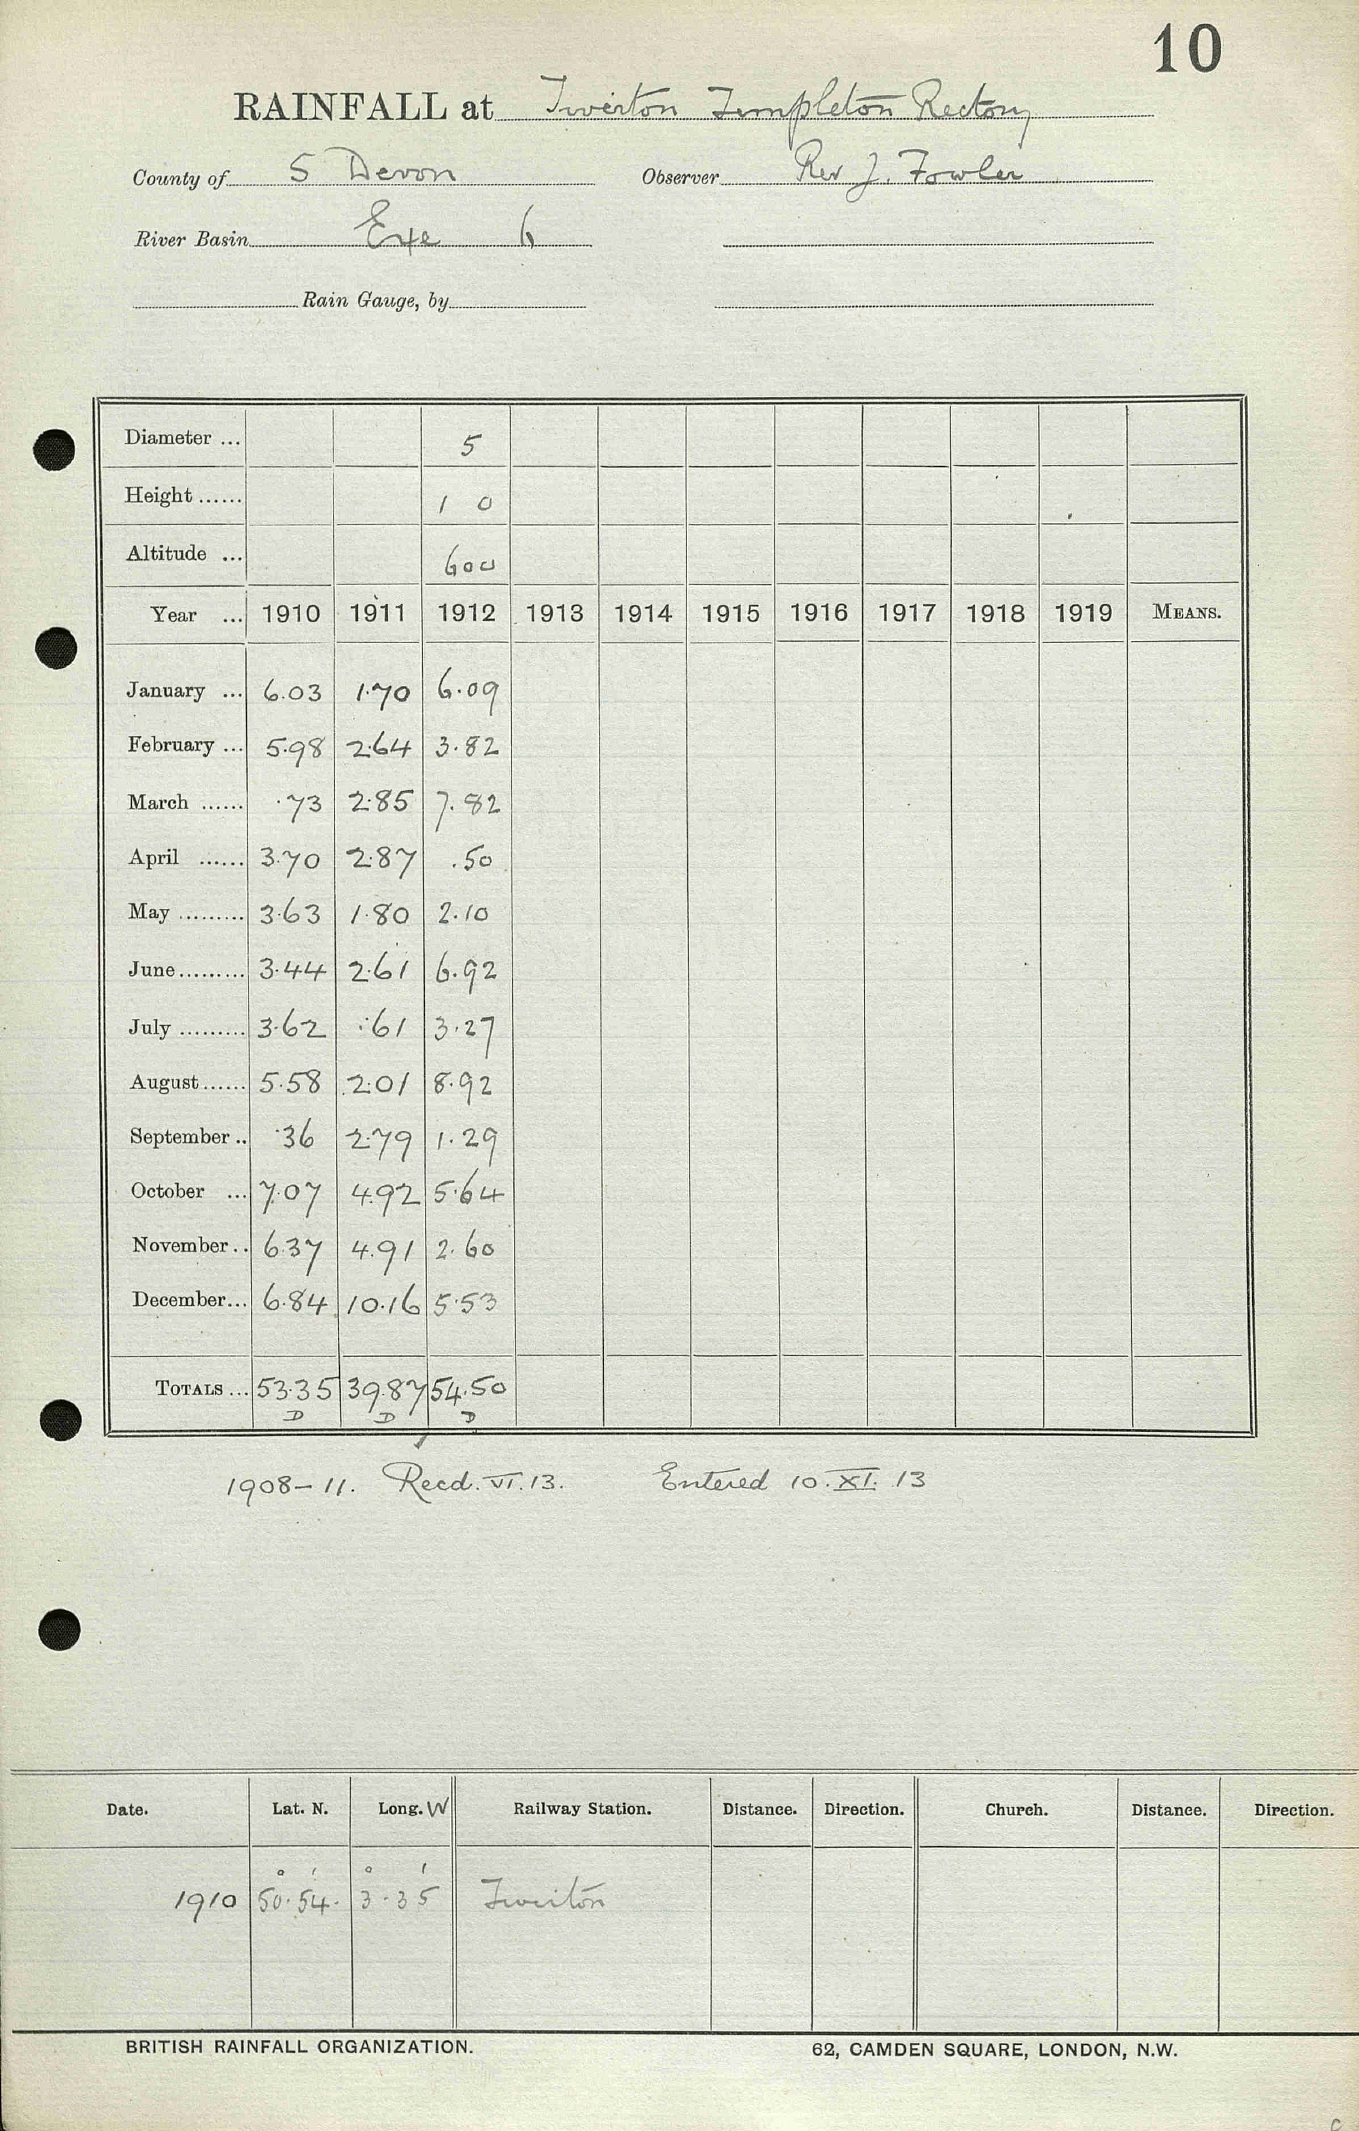 10
RAINFALL at Tiverton Templeton Rectory
County of S Devon Observer Rev J. Fowler
River Basin Exe 6
Rain Gauge, by
Diameter ... 5
Height ...... 1 0
Altitude ... 600
Year ... 1910 1911 1912 1913 1914 1915 1916 1917 1918 1919 MEANS.
January ... 6.03 1.70 6.09
February ... 5.98 2.64 3.82
March ...... .73 2.85 7.82
April ...... 3.70 2.87 .50
May ......... 3.63 1.80 2.10
June ......... 3.44 2.61 6.92
July ......... 3.62 .61 3.27
August ...... 5.58 2.01 8.92
September .. .36 2.79 1.29
October ... 7.07 4.92 5.64
November .. 6.37 4.91 2.60
December ... 6.84 10.16 5.53
TOTALS ... 53.35 39.87 54.50
D D D
1908-11. Recd. VI.13. Entered 10.XI.13
Date. Lat. N. Long. W Railway Station. Distance. Direction. Church. Distance. Direction.
1910 50° 54' 3° 35' Tiverton
BRITISH RAINFALL ORGANIZATION. 62, CAMDEN SQUARE, LONDON, N.W.